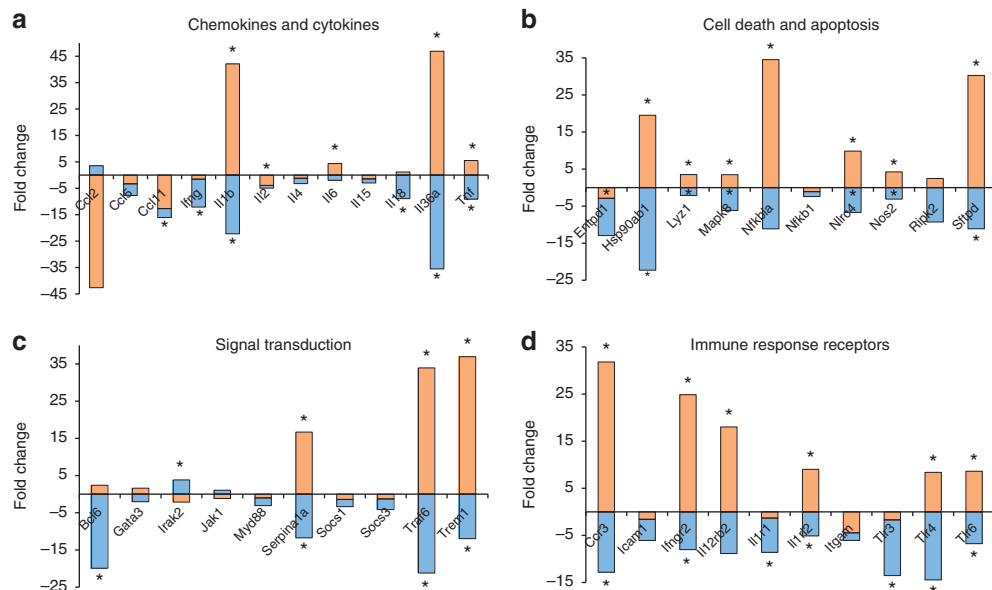 a
Chemokines and cytokines
Fold change
45
35
25
15
5
−5
−15
−25
−35
−45
Ccl2
Ccl5
Ccl11
Ifng
Il1b
Il2
Il4
Il6
Il15
Il18
Il36a
Tnf
* * * * * * * * * * * *
b
Cell death and apoptosis
Fold change
35
25
15
5
−5
−15
−25
Entpd1
Hsp90ab1
Lyz1
Mapk8
Nfkbia
Nfkb1
Nlrc4
Nos2
Ripk2
Sftpd
* * * * * * * * * * * * * *
c
Signal transduction
Fold change
35
25
15
5
−5
−15
−25
Bcl6
Gata3
Irak2
Jak1
Myd88
Serpina1a
Socs1
Socs3
Traf6
Trem1
* * * * * * * *
d
Immune response receptors
Fold change
35
25
15
5
−5
−15
Ccr3
Icam1
Ifngr2
Il12rb2
Il1r1
Il1rl2
Itgam
Tlr3
Tlr4
Tlr6
* * * * * * * * * * * * *